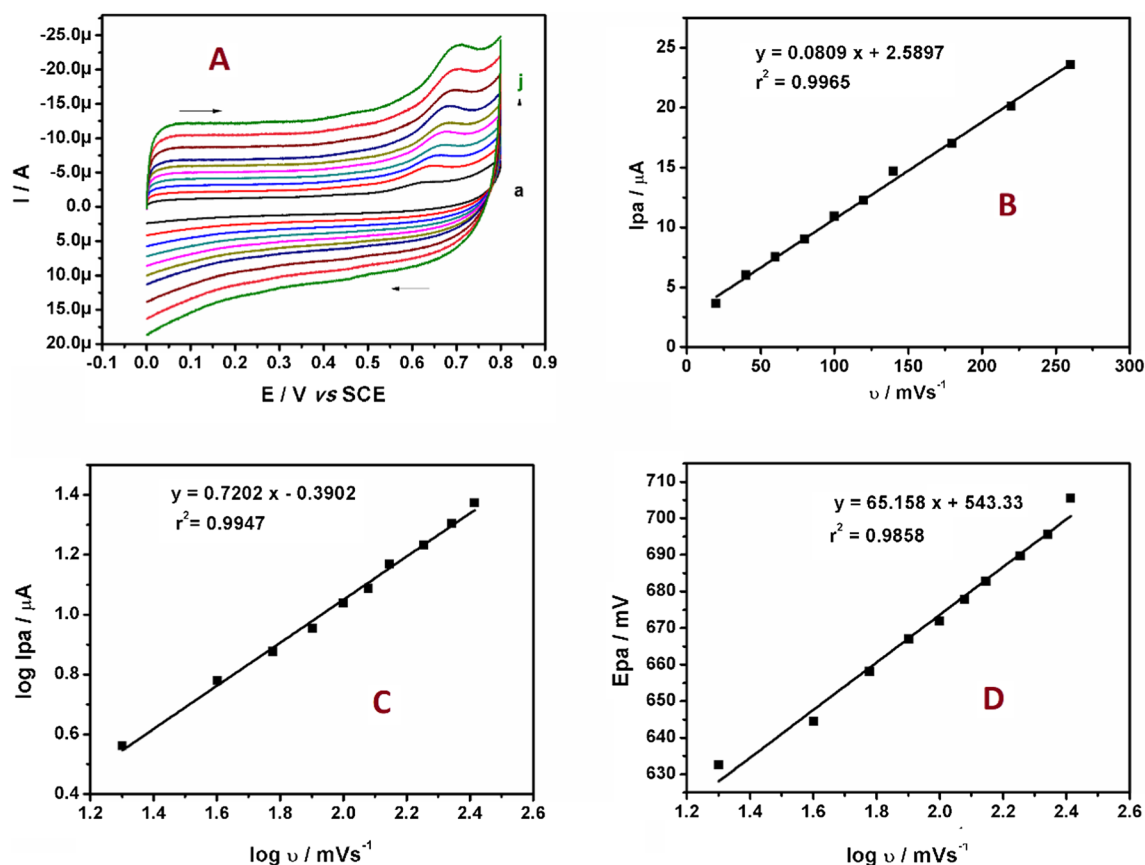 A
-25.0μ
-20.0μ
-15.0μ
-10.0μ
-5.0μ
0.0
5.0μ
10.0μ
15.0μ
20.0μ
I / A
j
a
-0.1 0.0 0.1 0.2 0.3 0.4 0.5 0.6 0.7 0.8 0.9
E / V vs SCE
y = 0.0809 x + 2.5897
r² = 0.9965
B
25
20
15
10
5
0
Ipa / μA
0 50 100 150 200 250 300
υ / mVs⁻¹
y = 0.7202 x - 0.3902
r²= 0.9947
C
1.4
1.2
1.0
0.8
0.6
0.4
log Ipa / μA
1.2 1.4 1.6 1.8 2.0 2.2 2.4 2.6
log υ / mVs⁻¹
y = 65.158 x + 543.33
r² = 0.9858
D
710
700
690
680
670
660
650
640
630
Epa / mV
1.2 1.4 1.6 1.8 2.0 2.2 2.4 2.6
log υ / mVs⁻¹